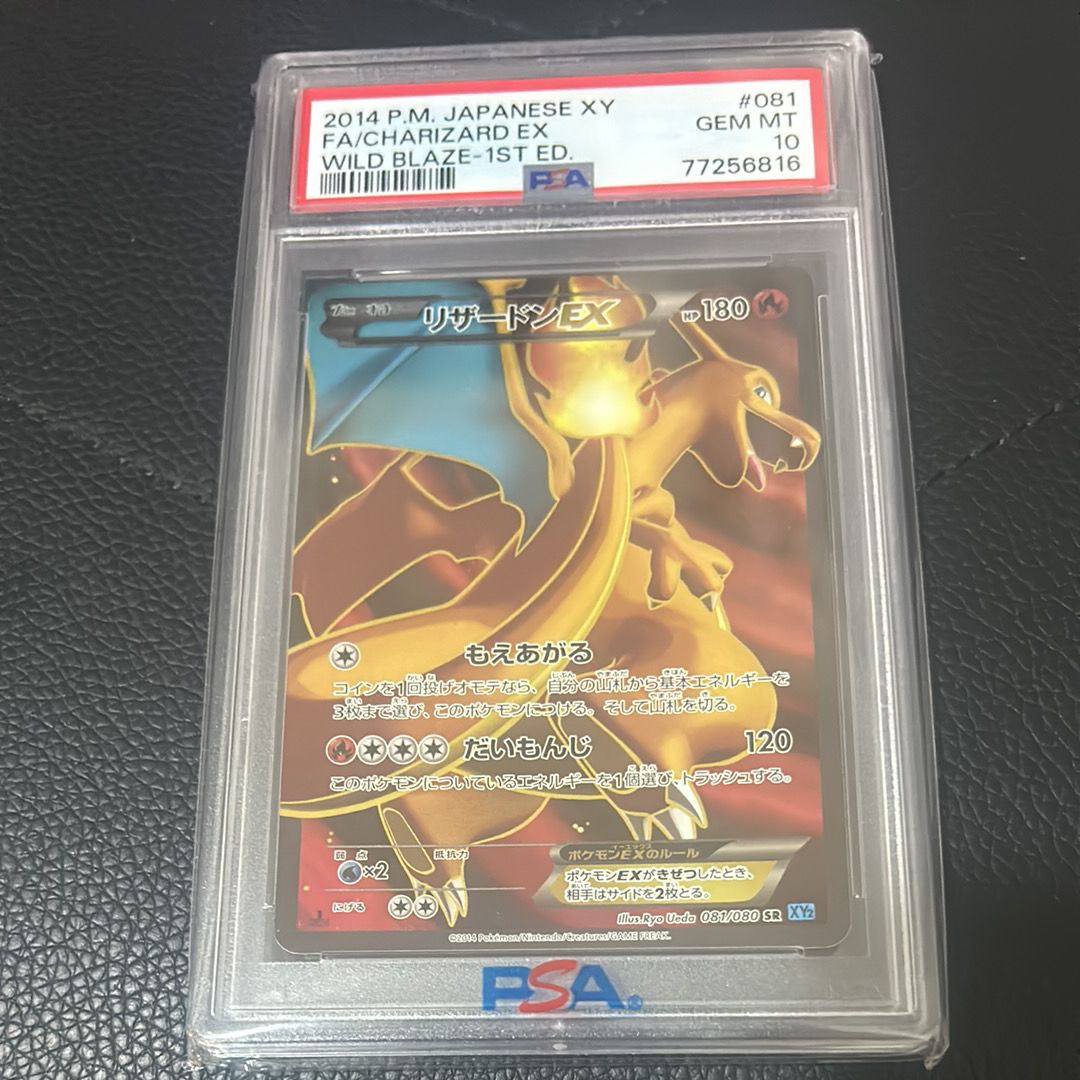 2014 P.M. JAPANESE XY #081
FA/CHARIZARD EX GEM MT
WILD BLAZE-1ST ED. 10
77256816
PSA
リザードンEX HP180
もえあがる
コインを1回投げオモテなら、自分の山札から基本エネルギーを
3枚まで選び、このポケモンにつける。そして山札を切る。
だいもんじ 120
このポケモンについているエネルギーを1個選び、トラッシュする。
弱点 抵抗力
×2
ポケモンEXのルール
ポケモンEXがきぜつしたとき、
相手はサイドを2枚とる。
にげる
Illus.Ryo Ueda 081/080 SR XY2
©2014 Pokémon/Nintendo/Creatures/GAME FREAK.
PSA®